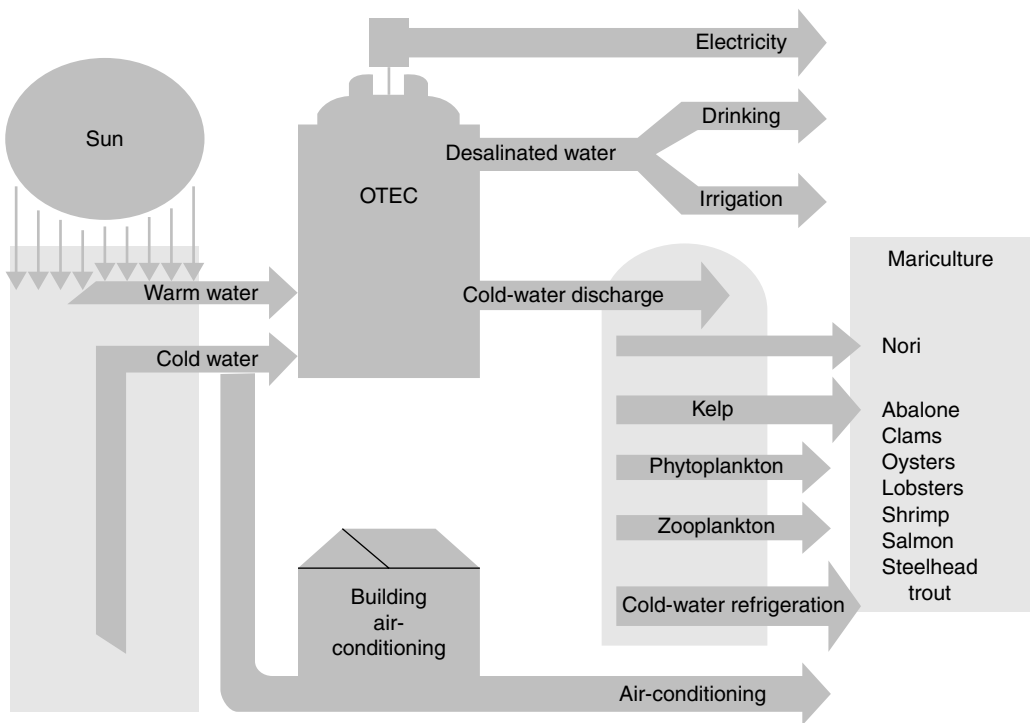 Electricity
Sun
OTEC
Desalinated water
Drinking
Irrigation
Warm water
Cold water
Cold-water discharge
Mariculture
Nori
Kelp
Phytoplankton
Zooplankton
Cold-water refrigeration
Abalone
Clams
Oysters
Lobsters
Shrimp
Salmon
Steelhead
trout
Building
air-
conditioning
Air-conditioning